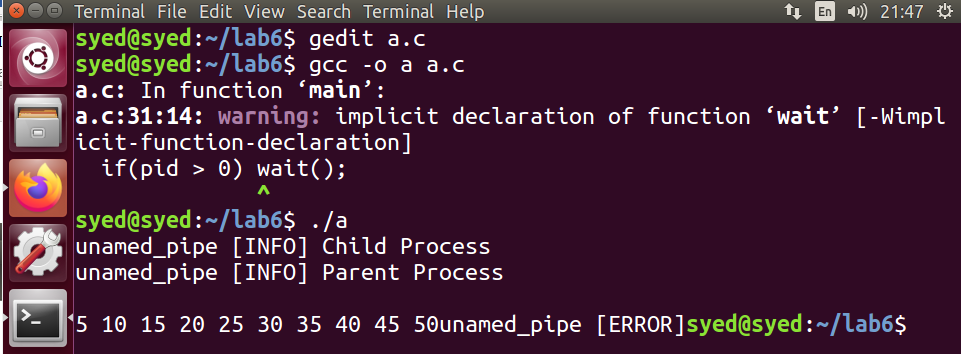 Terminal File Edit View Search Terminal Help En 21:47
syed@syed:~/lab6$ gedit a.c
syed@syed:~/lab6$ gcc -o a a.c
a.c: In function ‘main’:
a.c:31:14: warning: implicit declaration of function ‘wait’ [-Wimpl
icit-function-declaration]
  if(pid > 0) wait();
              ^
syed@syed:~/lab6$ ./a
unamed_pipe [INFO] Child Process
unamed_pipe [INFO] Parent Process
5 10 15 20 25 30 35 40 45 50unamed_pipe [ERROR]syed@syed:~/lab6$